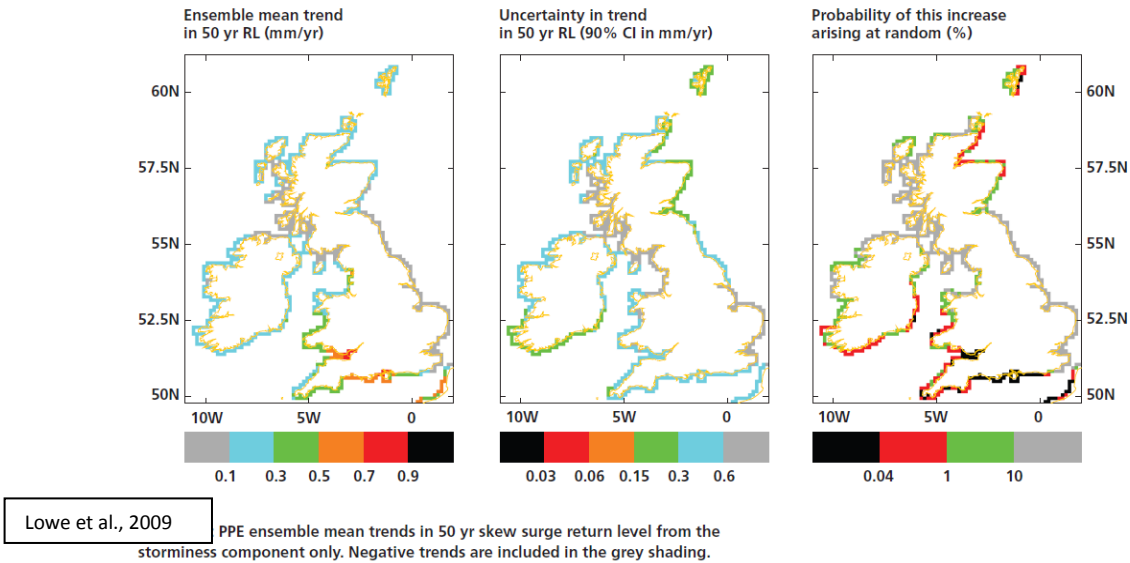 Ensemble mean trend
in 50 yr RL (mm/yr)
Uncertainty in trend
in 50 yr RL (90% CI in mm/yr)
Probability of this increase
arising at random (%)
60N
57.5N
55N
52.5N
50N
10W 5W 0
0.1 0.3 0.5 0.7 0.9
10W 5W 0
0.03 0.06 0.15 0.3 0.6
60N
57.5N
55N
52.5N
50N
10W 5W 0
0.04 1 10
Lowe et al., 2009
PPE ensemble mean trends in 50 yr skew surge return level from the
storminess component only. Negative trends are included in the grey shading.